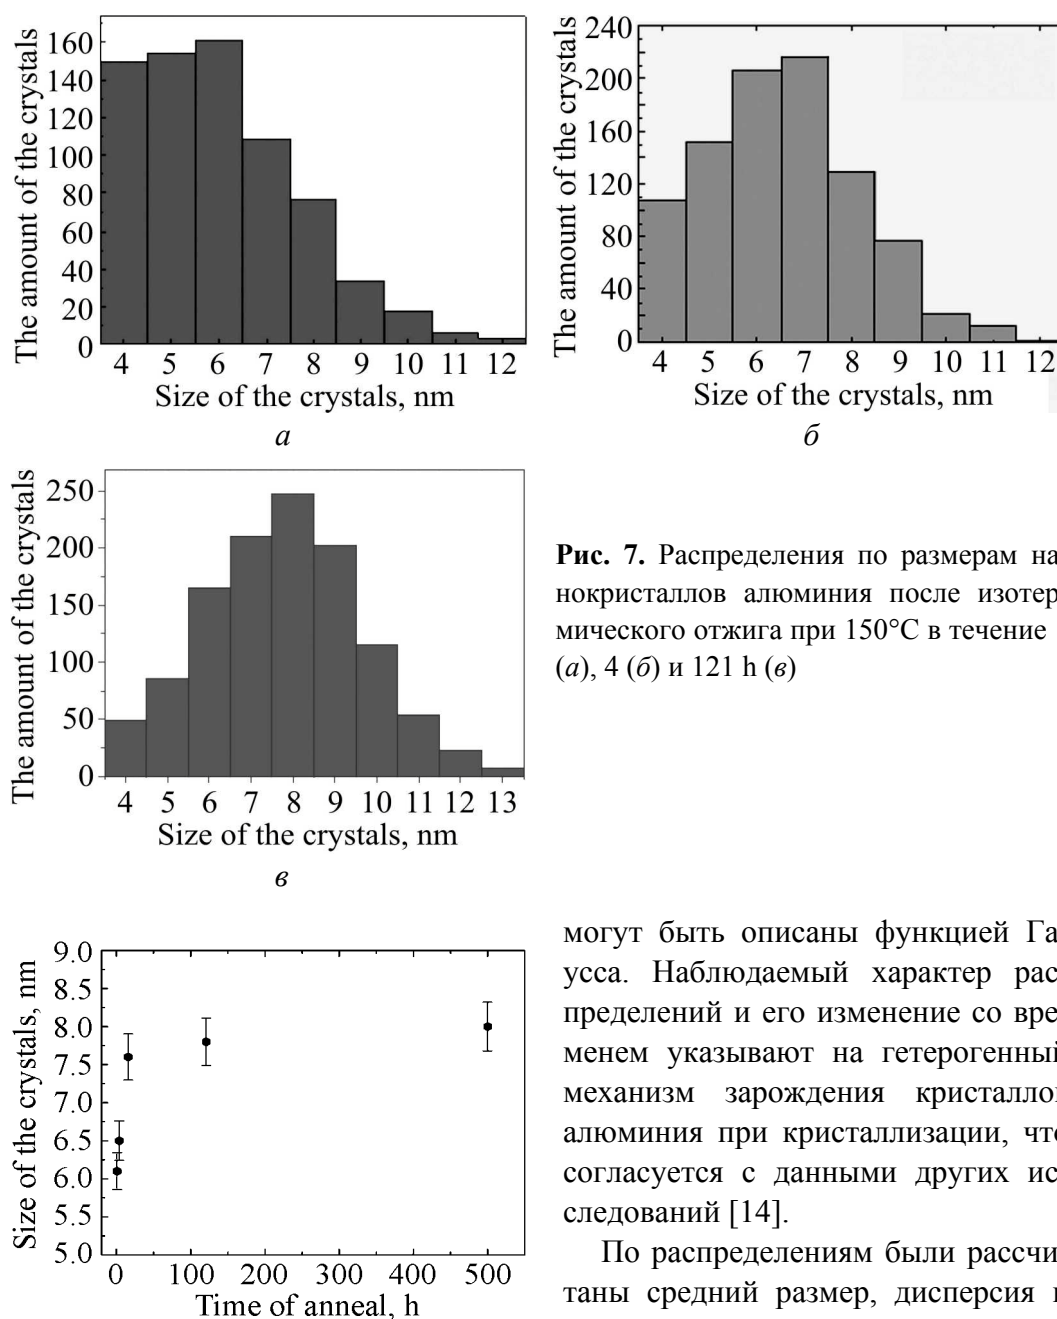 The amount of the crystals
160
140
120
100
80
60
40
20
0
4 5 6 7 8 9 10 11 12
Size of the crystals, nm
а
The amount of the crystals
240
200
160
120
80
40
0
4 5 6 7 8 9 10 11 12
Size of the crystals, nm
б
The amount of the crystals
250
200
150
100
50
0
4 5 6 7 8 9 10 11 12 13
Size of the crystals, nm
в
Рис. 7. Распределения по размерам на
нокристаллов алюминия после изотер
мического отжига при 150°C в течение
(а), 4 (б) и 121 h (в)
Size of the crystals, nm
9.0
8.5
8.0
7.5
7.0
6.5
6.0
5.5
5.0
0 100 200 300 400 500
Time of anneal, h
могут быть описаны функцией Га
усса. Наблюдаемый характер рас
пределений и его изменение со вре
менем указывают на гетерогенный
механизм зарождения кристаллов
алюминия при кристаллизации, что
согласуется с данными других ис
следований [14].
По распределениям были рассчи
таны средний размер, дисперсия